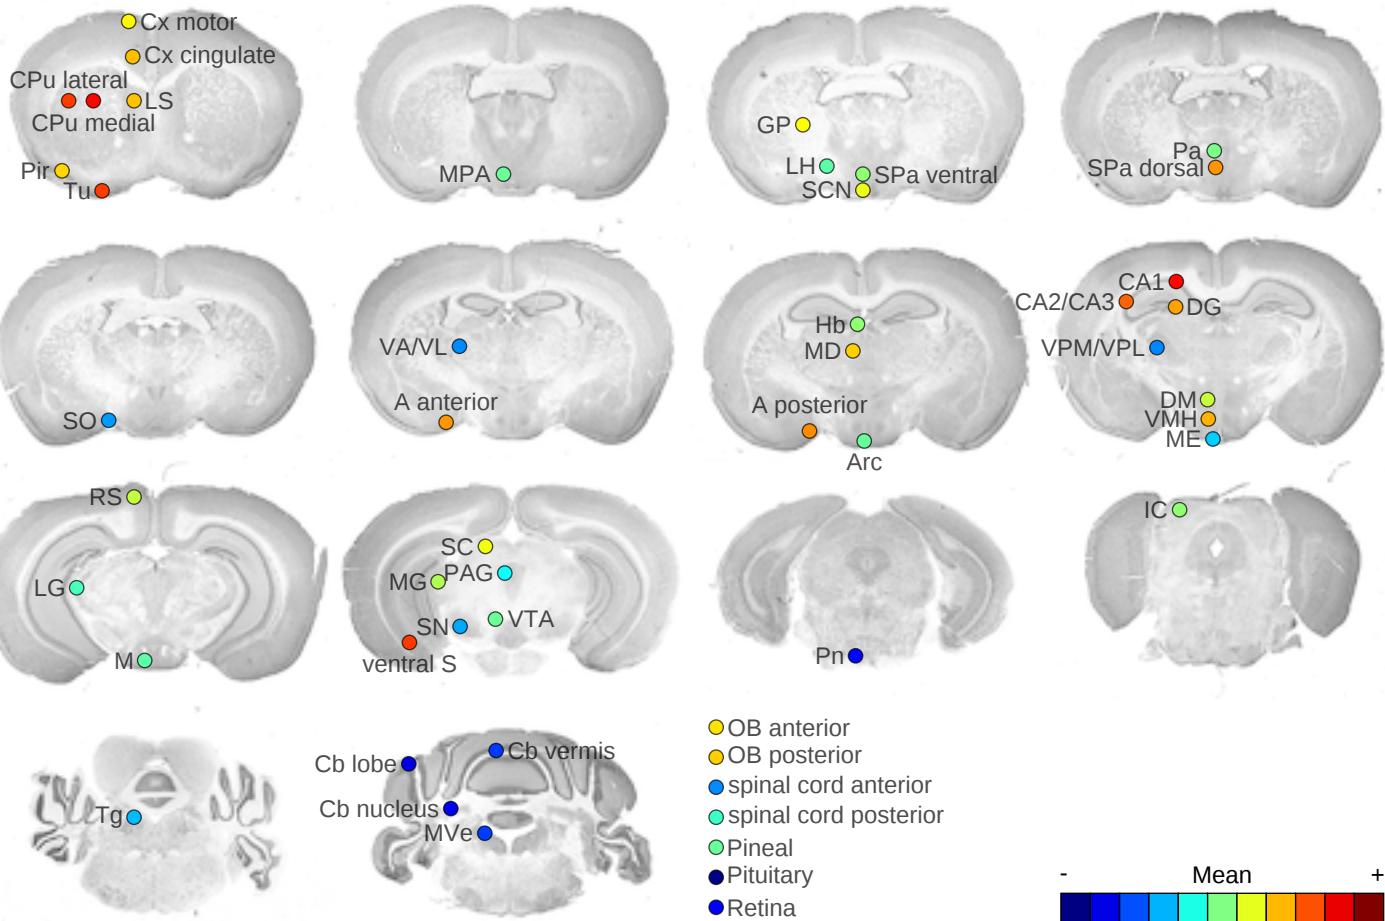 Cx motor
Cx cingulate
CPu lateral
LS
CPu medial
Pir
Tu
MPA
GP
LH
SPa ventral
SCN
Pa
SPa dorsal
SO
VA/VL
A anterior
Hb
MD
A posterior
Arc
CA1
CA2/CA3
DG
VPM/VPL
DM
VMH
ME
RS
LG
M
SC
PAG
MG
VTA
SN
ventral S
Pn
IC
Tg
Cb vermis
Cb lobe
Cb nucleus
MVe
OB anterior
OB posterior
spinal cord anterior
spinal cord posterior
Pineal
Pituitary
Retina
- Mean +